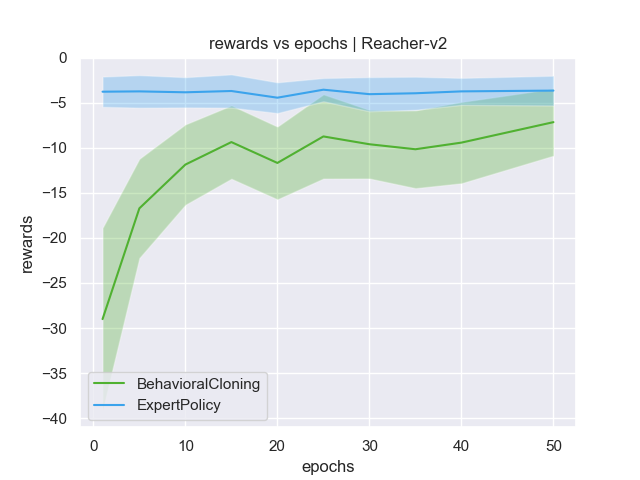 rewards vs epochs | Reacher-v2
0
−5
−10
−15
−20
−25
−30
−35
−40
rewards
BehavioralCloning
ExpertPolicy
0 10 20 30 40 50
epochs